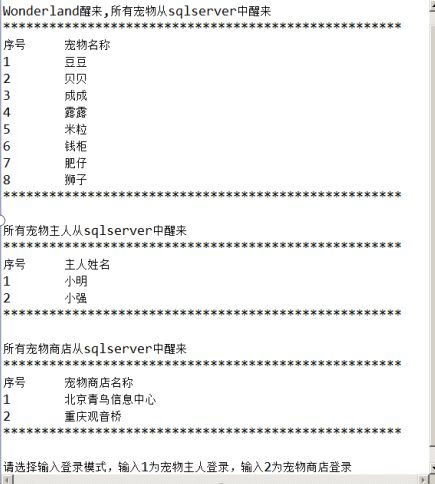 Wonderland醒来,所有宠物从sqlserver中醒来
****************************************************
序号 宠物名称
1 豆豆
2 贝贝
3 成成
4 露露
5 米粒
6 钱柜
7 肥仔
8 狮子
****************************************************
所有宠物主人从sqlserver中醒来
****************************************************
序号 主人姓名
1 小明
2 小强
****************************************************
所有宠物商店从sqlserver中醒来
****************************************************
序号 宠物商店名称
1 北京青鸟信息中心
2 重庆观音桥
****************************************************
请选择输入登录模式，输入1为宠物主人登录，输入2为宠物商店登录